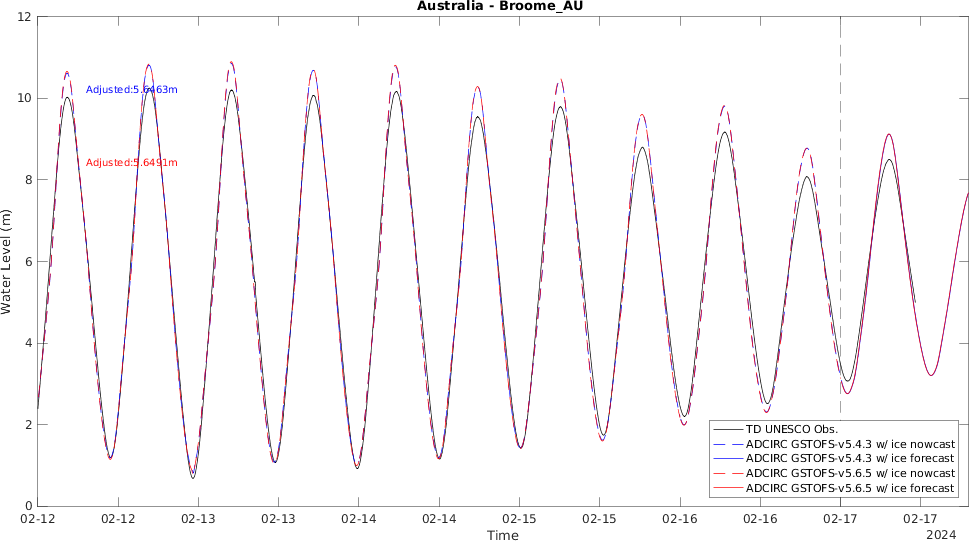 Australia - Broome_AU
12
10
8
6
4
2
0
Water Level (m)
Adjusted:5.6463m
Adjusted:5.6491m
TD UNESCO Obs.
ADCIRC GSTOFS-v5.4.3 w/ ice nowcast
ADCIRC GSTOFS-v5.4.3 w/ ice forecast
ADCIRC GSTOFS-v5.6.5 w/ ice nowcast
ADCIRC GSTOFS-v5.6.5 w/ ice forecast
02-12 02-12 02-13 02-13 02-14 02-14 02-15 02-15 02-16 02-16 02-17 02-17
Time
2024